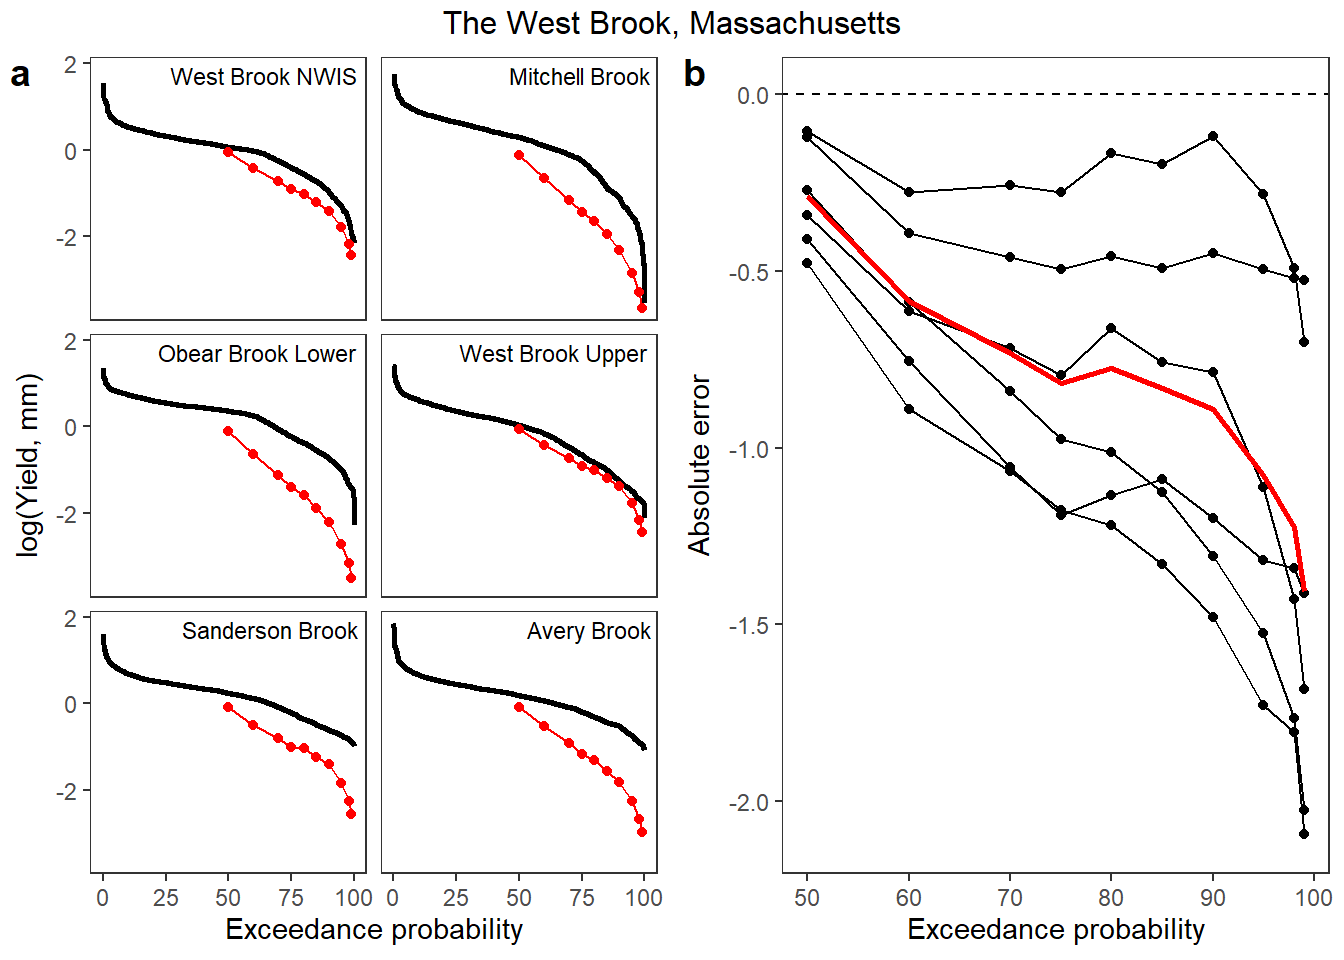 The West Brook, Massachusetts
a
b
West Brook NWIS
Mitchell Brook
Obear Brook Lower
West Brook Upper
Sanderson Brook
Avery Brook
log(Yield, mm)
2
0
-2
2
0
-2
2
0
-2
0 25 50 75 100
0 25 50 75 100
Exceedance probability
Absolute error
0.0
-0.5
-1.0
-1.5
-2.0
50 60 70 80 90 100
Exceedance probability